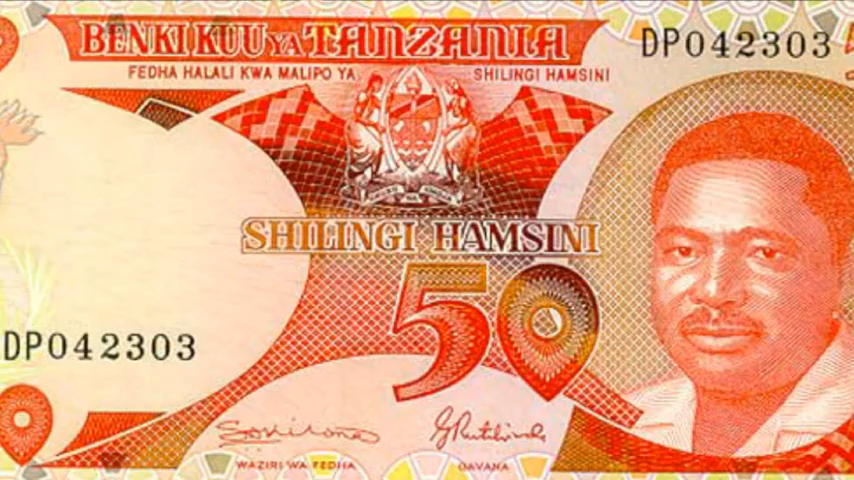 BENKI KUU YA TANZANIA
DP042303
FEDHA HALALI KWA MALIPO YA SHILINGI HAMSINI
SHILINGI HAMSINI
50
DP042303
WAZIRI WA FEDHA
GAVANA